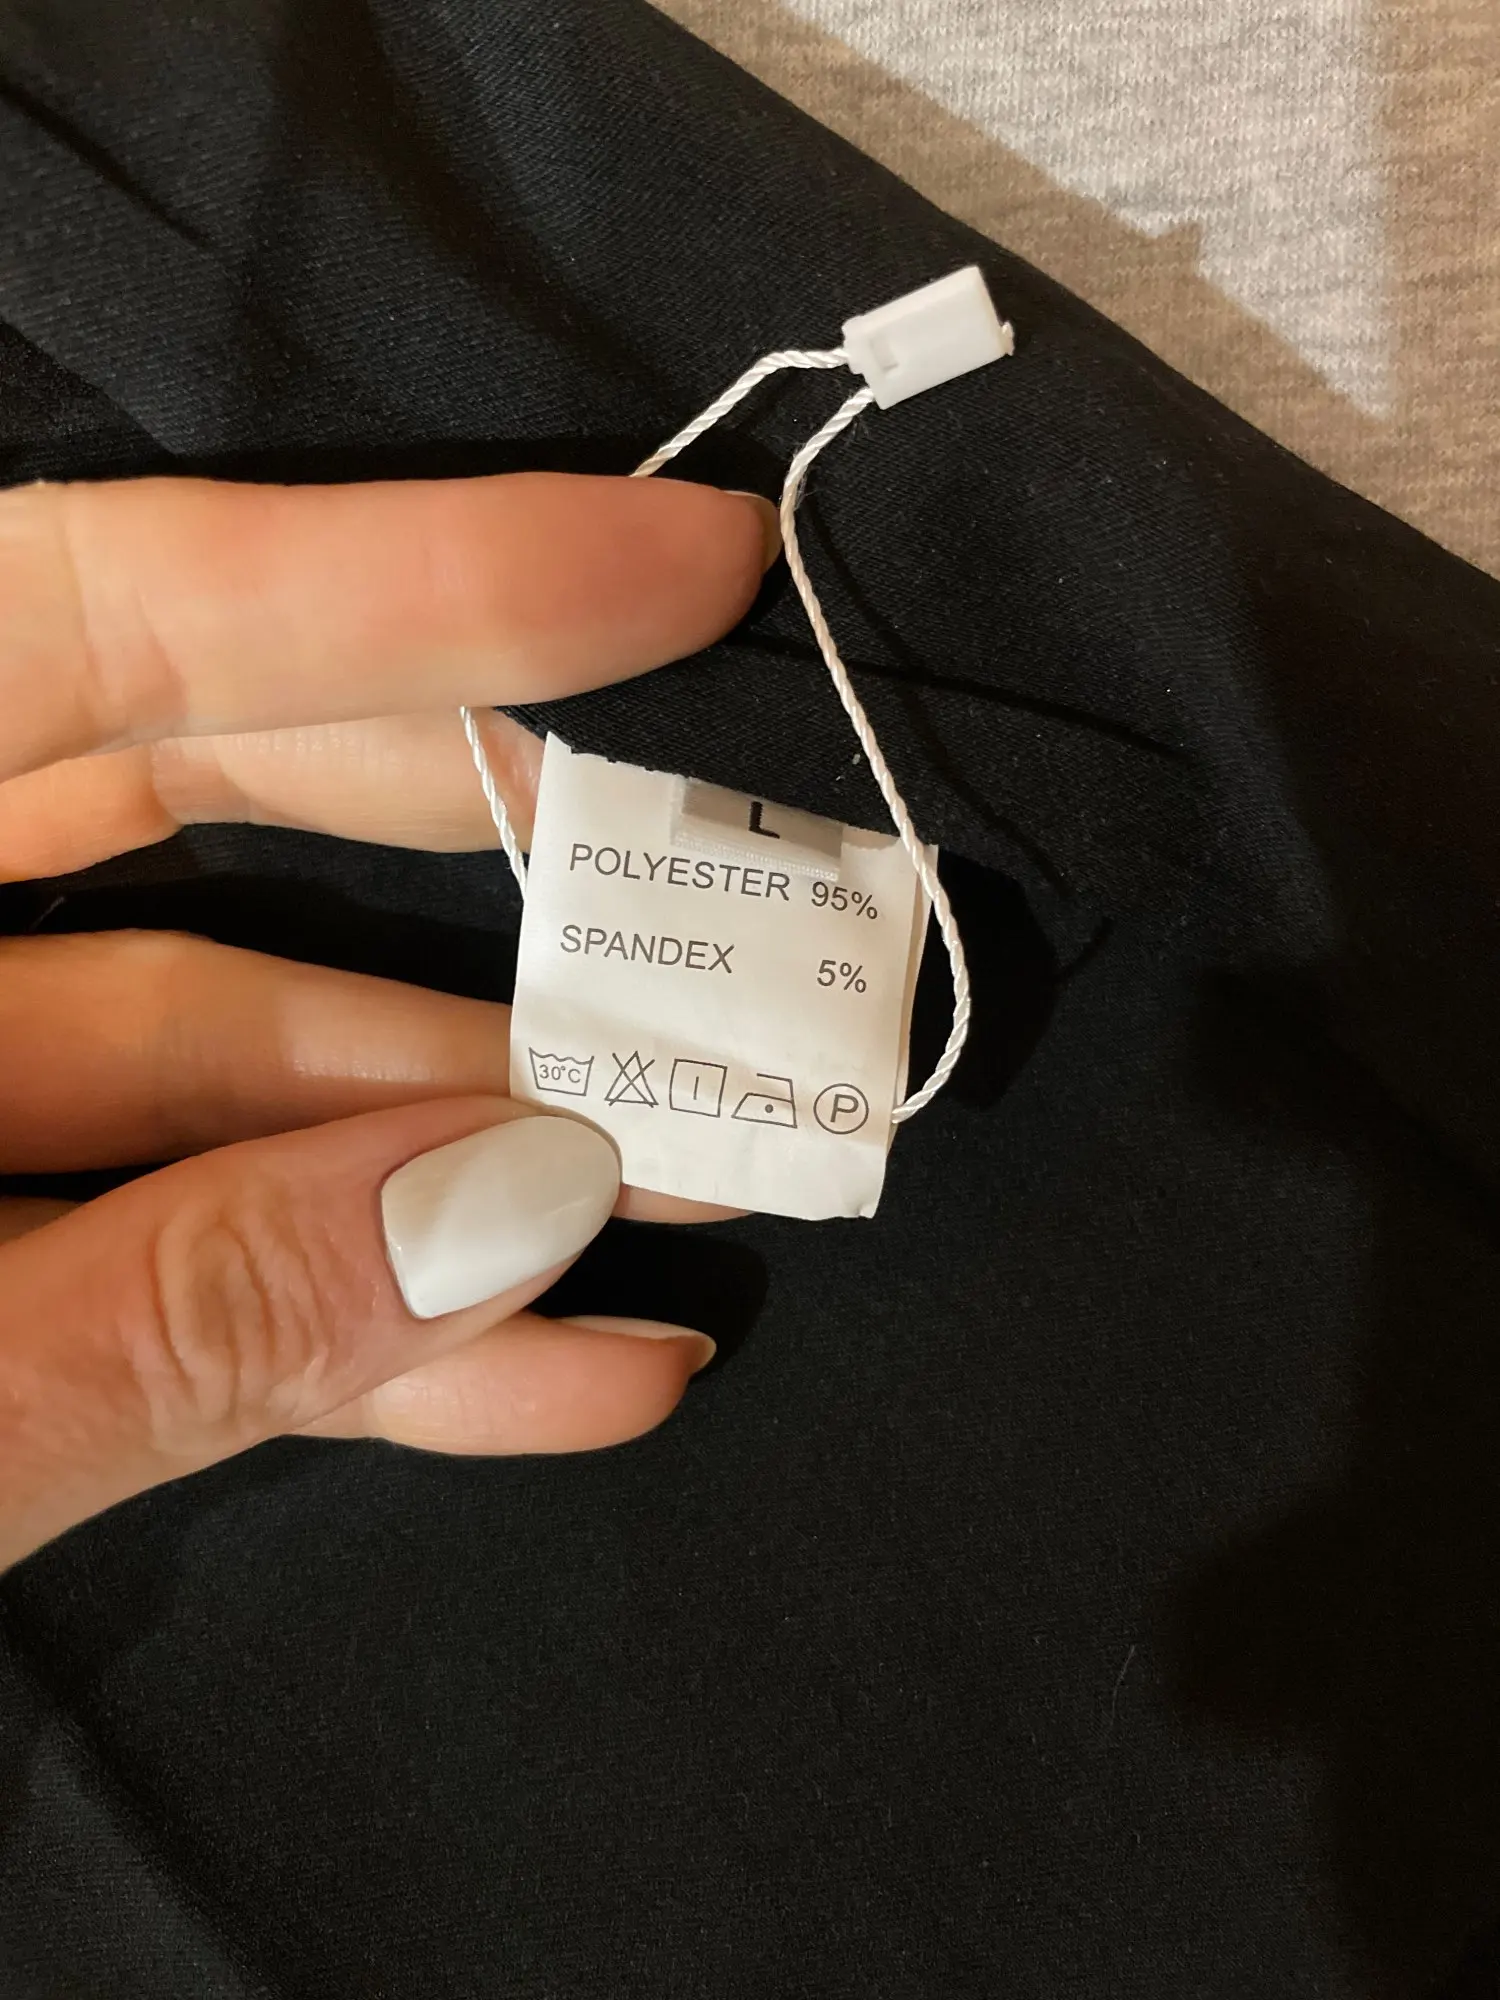 L
POLYESTER 95%
SPANDEX 5%
30°C P